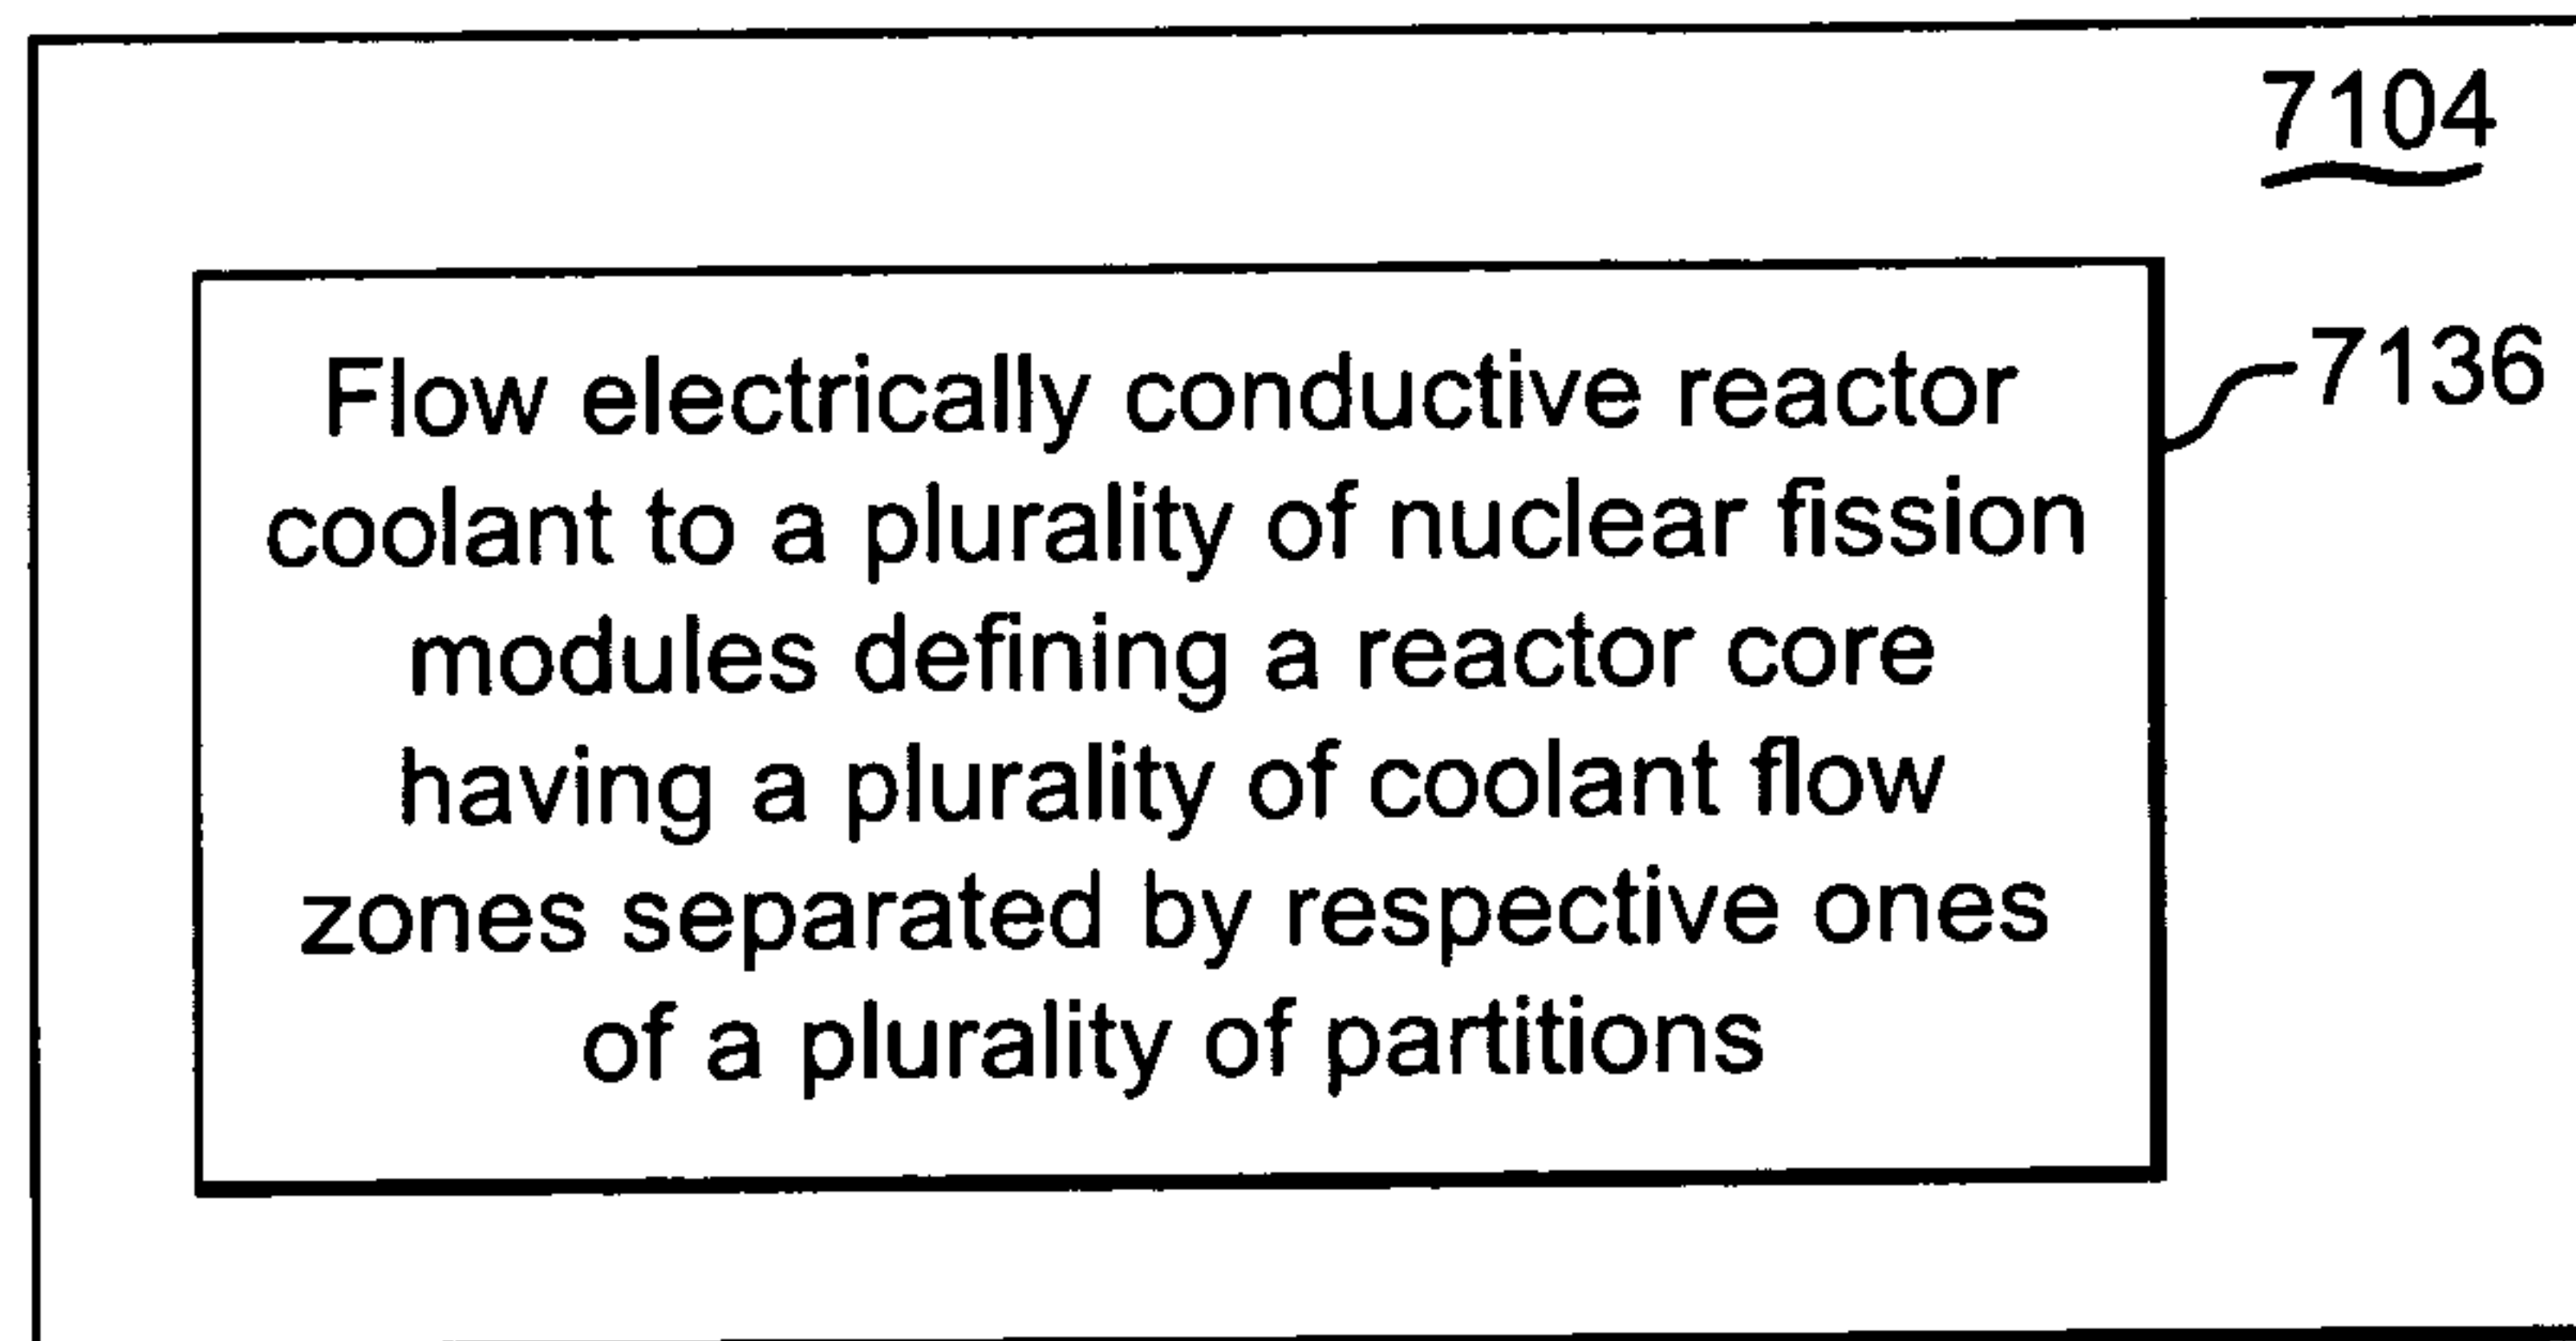 7104
Flow electrically conductive reactor
7136
coolant to a plurality of nuclear fission
modules defining a reactor core
having a plurality of coolant flow
zones separated by respective ones
of a plurality of partitions